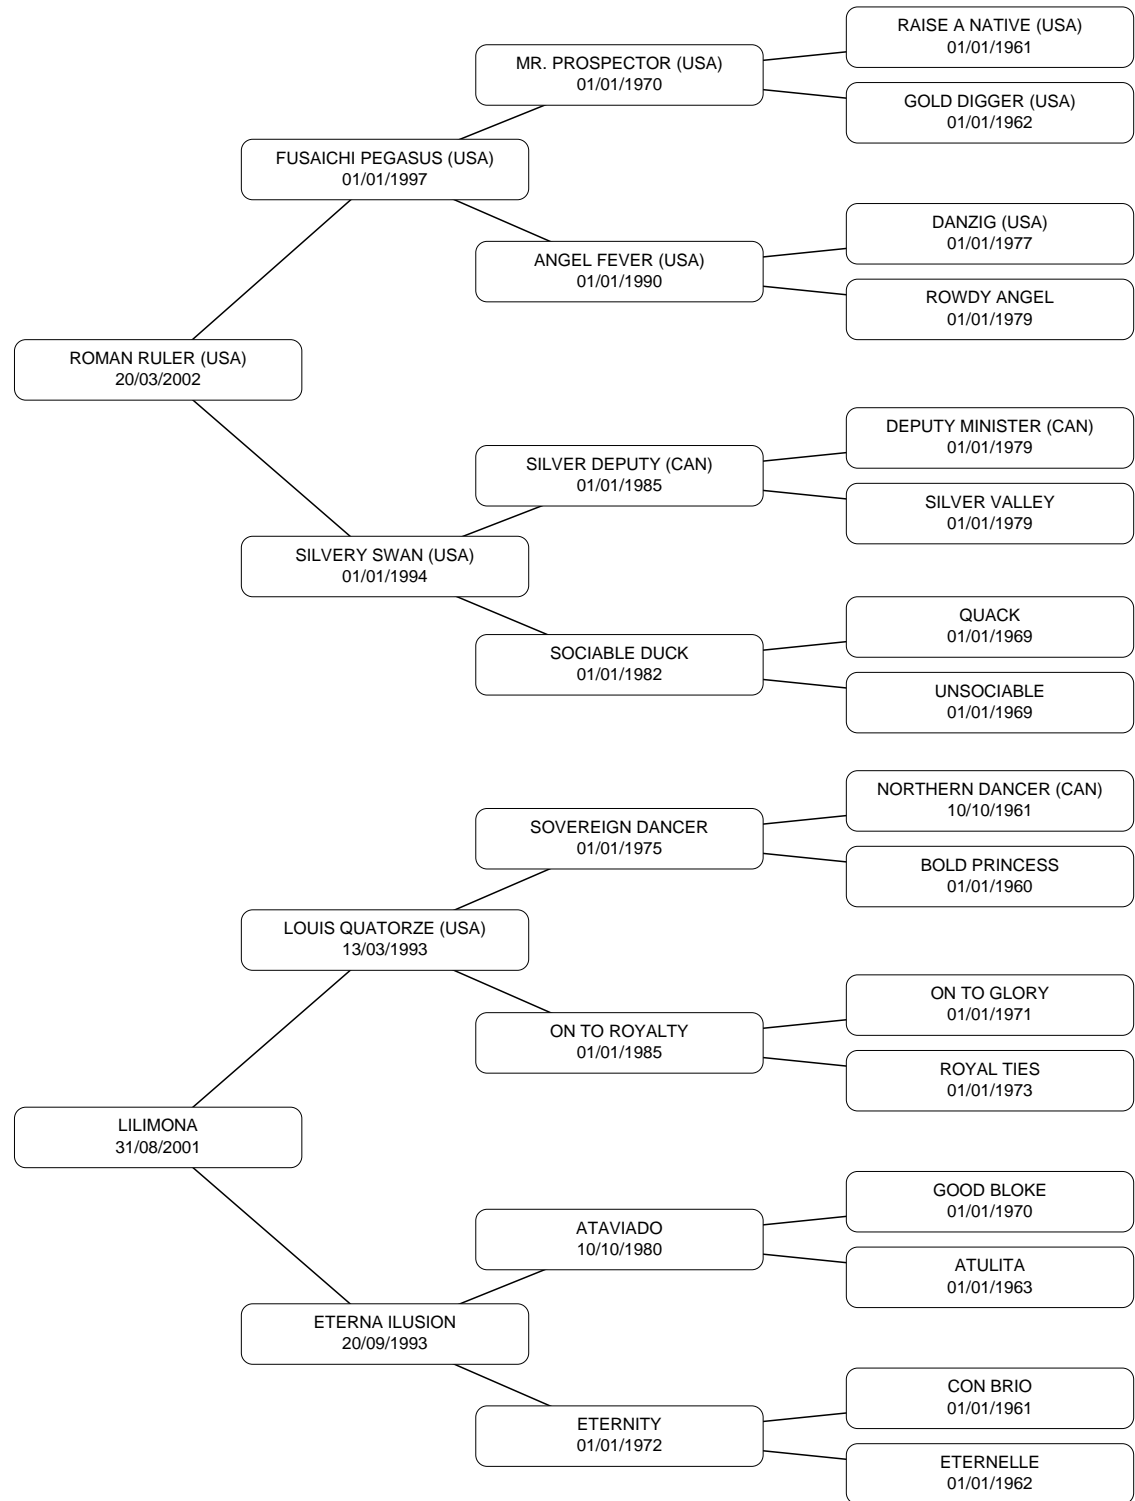 RAISE A NATIVE (USA)
01/01/1961
MR. PROSPECTOR (USA)
01/01/1970
GOLD DIGGER (USA)
01/01/1962
FUSAICHI PEGASUS (USA)
01/01/1997
DANZIG (USA)
01/01/1977
ANGEL FEVER (USA)
01/01/1990
ROWDY ANGEL
01/01/1979
ROMAN RULER (USA)
20/03/2002
DEPUTY MINISTER (CAN)
01/01/1979
SILVER DEPUTY (CAN)
01/01/1985
SILVER VALLEY
01/01/1979
SILVERY SWAN (USA)
01/01/1994
QUACK
01/01/1969
SOCIABLE DUCK
01/01/1982
UNSOCIABLE
01/01/1969
NORTHERN DANCER (CAN)
10/10/1961
SOVEREIGN DANCER
01/01/1975
BOLD PRINCESS
01/01/1960
LOUIS QUATORZE (USA)
13/03/1993
ON TO GLORY
01/01/1971
ON TO ROYALTY
01/01/1985
ROYAL TIES
01/01/1973
LILIMONA
31/08/2001
GOOD BLOKE
01/01/1970
ATAVIADO
10/10/1980
ATULITA
01/01/1963
ETERNA ILUSION
20/09/1993
CON BRIO
01/01/1961
ETERNITY
01/01/1972
ETERNELLE
01/01/1962